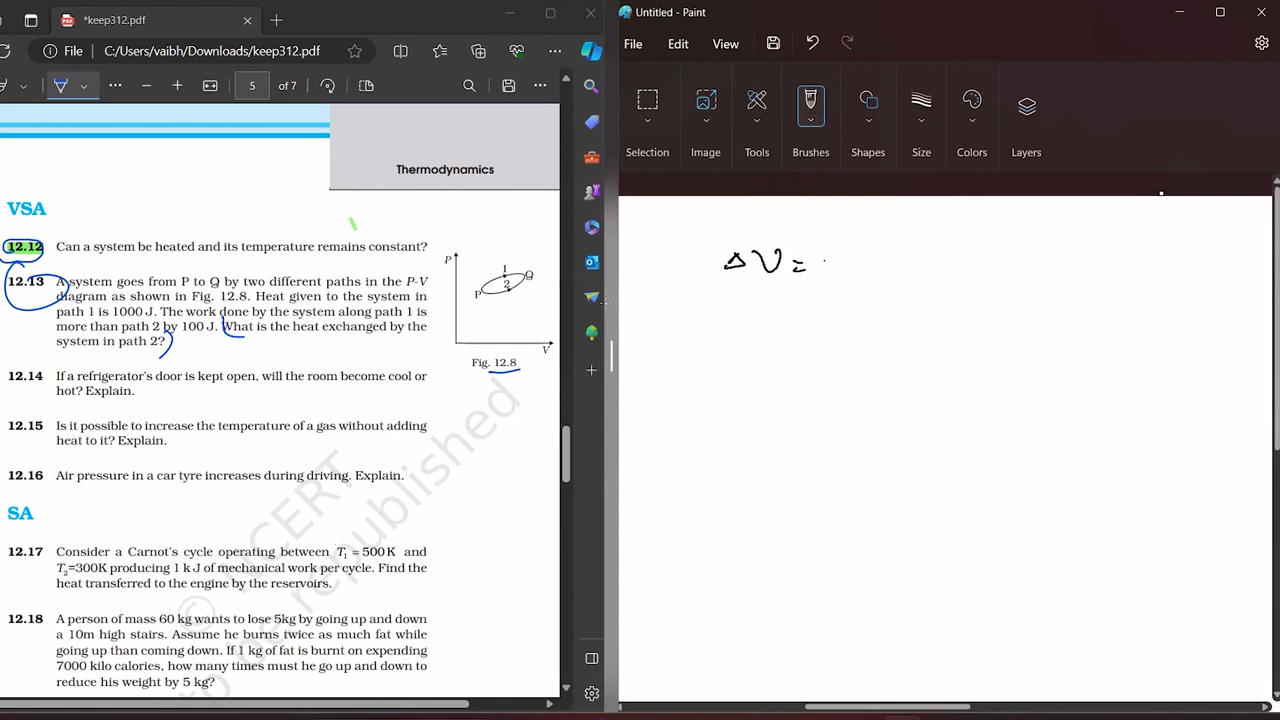 *keep312.pdf
File C:/Users/vaibh/Downloads/keep312.pdf
5 of 7
Thermodynamics
VSA
12.12 Can a system be heated and its temperature remains constant?
12.13 A system goes from P to Q by two different paths in the P-V
diagram as shown in Fig. 12.8. Heat given to the system in
path 1 is 1000 J. The work done by the system along path 1 is
more than path 2 by 100 J. What is the heat exchanged by the
system in path 2?
P
1
Q
2
P
V
Fig. 12.8
12.14 If a refrigerator's door is kept open, will the room become cool or
hot? Explain.
12.15 Is it possible to increase the temperature of a gas without adding
heat to it? Explain.
12.16 Air pressure in a car tyre increases during driving. Explain.
SA
12.17 Consider a Carnot's cycle operating between T₁ = 500K and
T₂=300K producing 1 k J of mechanical work per cycle. Find the
heat transferred to the engine by the reservoirs.
12.18 A person of mass 60 kg wants to lose 5kg by going up and down
a 10m high stairs. Assume he burns twice as much fat while
going up than coming down. If 1 kg of fat is burnt on expending
7000 kilo calories, how many times must he go up and down to
reduce his weight by 5 kg?
© NCERT
be republished
Untitled - Paint
File Edit View
Selection Image Tools Brushes Shapes Size Colors Layers
ΔU =